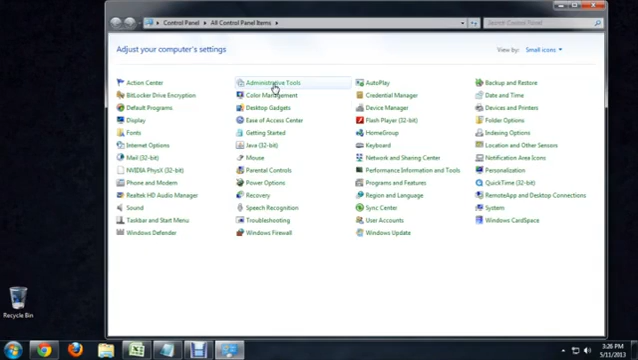 Control Panel ▸ All Control Panel Items ▸
Search Control Panel
Adjust your computer's settings
View by: Small icons
Action Center
Administrative Tools
AutoPlay
Backup and Restore
BitLocker Drive Encryption
Color Management
Credential Manager
Date and Time
Default Programs
Desktop Gadgets
Device Manager
Devices and Printers
Display
Ease of Access Center
Flash Player (32-bit)
Folder Options
Fonts
Getting Started
HomeGroup
Indexing Options
Internet Options
Java (32-bit)
Keyboard
Location and Other Sensors
Mail (32-bit)
Mouse
Network and Sharing Center
Notification Area Icons
NVIDIA PhysX (32-bit)
Parental Controls
Performance Information and Tools
Personalization
Phone and Modem
Power Options
Programs and Features
QuickTime (32-bit)
Realtek HD Audio Manager
Recovery
Region and Language
RemoteApp and Desktop Connections
Sound
Speech Recognition
Sync Center
System
Taskbar and Start Menu
Troubleshooting
User Accounts
Windows CardSpace
Windows Defender
Windows Firewall
Windows Update
Recycle Bin
3:26 PM
5/11/2013